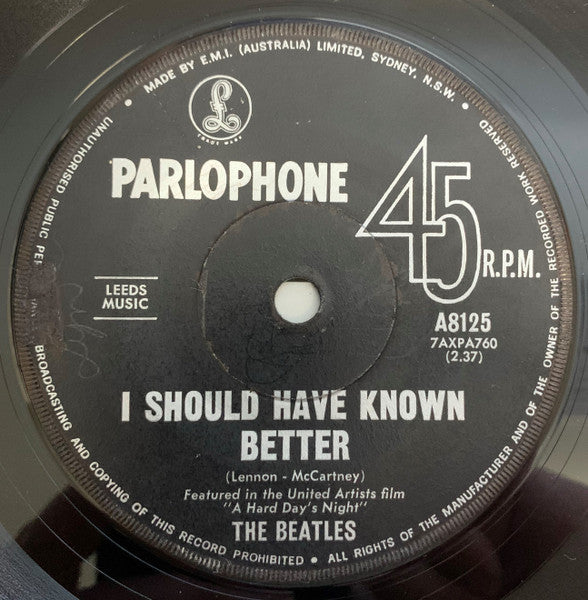 • MADE BY E.M.I. (AUSTRALIA) LIMITED, SYDNEY, N.S.W. •
UNAUTHORISED PUBLIC
BROADCASTING AND COPYING OF THIS RECORD PROHIBITED • ALL RIGHTS OF THE MANUFACTURER AND OF THE OWNER OF THE RECORDED WORK RESERVED
£
TRADE MARK
PARLOPHONE
45 R.P.M.
LEEDS
MUSIC
A8125
7AXPA760
(2.37)
I SHOULD HAVE KNOWN
BETTER
(Lennon - McCartney)
Featured in the United Artists film
"A Hard Day's Night"
THE BEATLES